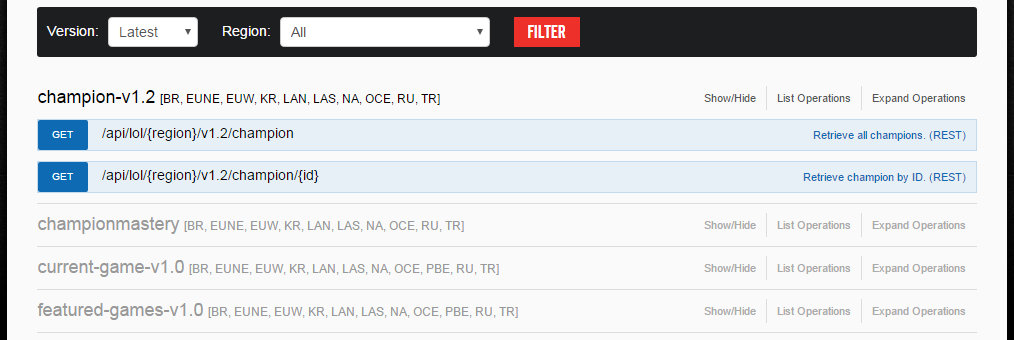 Version: Latest Region: All FILTER
champion-v1.2 [BR, EUNE, EUW, KR, LAN, LAS, NA, OCE, RU, TR] Show/Hide List Operations Expand Operations
GET /api/lol/{region}/v1.2/champion Retrieve all champions. (REST)
GET /api/lol/{region}/v1.2/champion/{id} Retrieve champion by ID. (REST)
championmastery [BR, EUNE, EUW, KR, LAN, LAS, NA, OCE, RU, TR] Show/Hide List Operations Expand Operations
current-game-v1.0 [BR, EUNE, EUW, KR, LAN, LAS, NA, OCE, PBE, RU, TR] Show/Hide List Operations Expand Operations
featured-games-v1.0 [BR, EUNE, EUW, KR, LAN, LAS, NA, OCE, PBE, RU, TR] Show/Hide List Operations Expand Operations